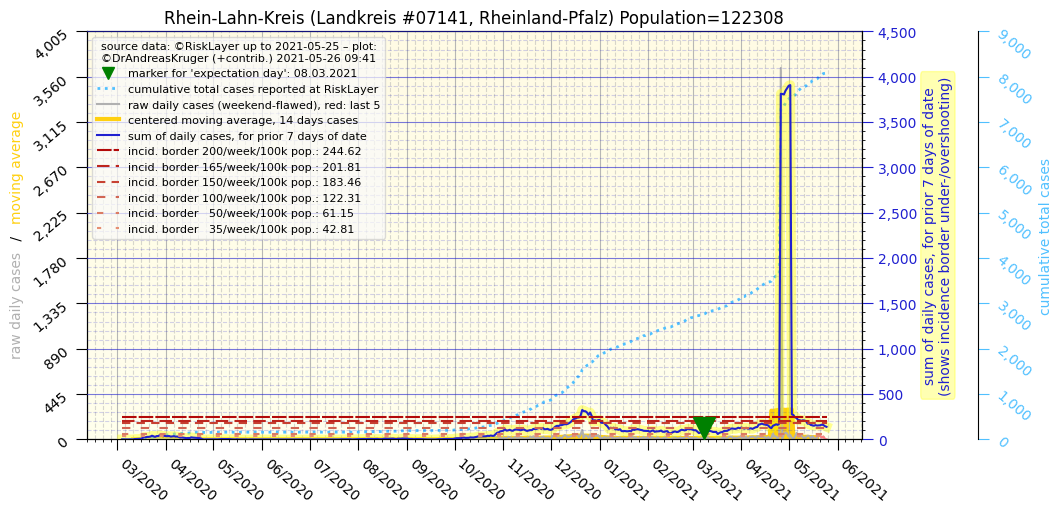 Rhein-Lahn-Kreis (Landkreis #07141, Rheinland-Pfalz) Population=122308
source data: ©RiskLayer up to 2021-05-25 – plot:
©DrAndreasKruger (+contrib.) 2021-05-26 09:41
marker for 'expectation day': 08.03.2021
cumulative total cases reported at RiskLayer
raw daily cases (weekend-flawed), red: last 5
centered moving average, 14 days cases
sum of daily cases, for prior 7 days of date
incid. border 200/week/100k pop.: 244.62
incid. border 165/week/100k pop.: 201.81
incid. border 150/week/100k pop.: 183.46
incid. border 100/week/100k pop.: 122.31
incid. border 50/week/100k pop.: 61.15
incid. border 35/week/100k pop.: 42.81
raw daily cases / moving average
4,005
3,560
3,115
2,670
2,225
1,780
1,335
890
445
0
03/2020
04/2020
05/2020
06/2020
07/2020
08/2020
09/2020
10/2020
11/2020
12/2020
01/2021
02/2021
03/2021
04/2021
05/2021
06/2021
4,500
4,000
3,500
3,000
2,500
2,000
1,500
1,000
500
0
sum of daily cases, for prior 7 days of date
(shows incidence border under-/overshooting)
9,000
8,000
7,000
6,000
5,000
4,000
3,000
2,000
1,000
0
cumulative total cases